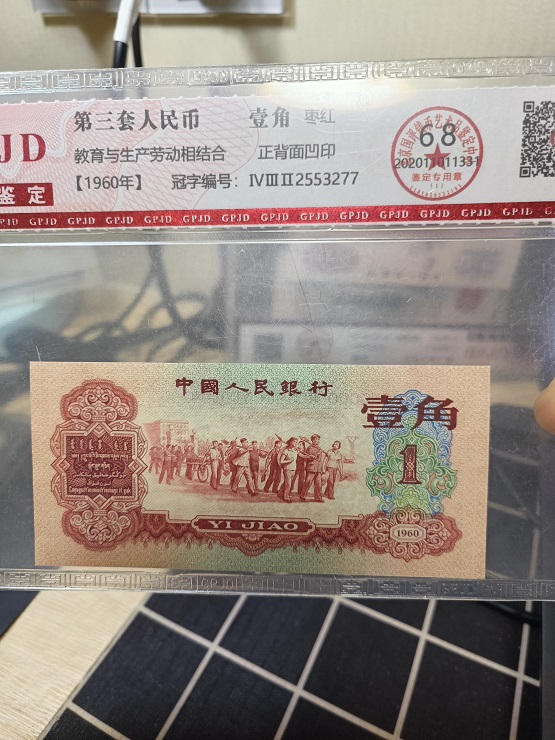 第三套人民币 壹角 枣红
JD
教育与生产劳动相结合 正背面凹印
【1960年】 冠字编号: ⅣⅢⅡ2553277
鉴定
68
202011011331
鉴定专用章
(1)
GPJD GPJD GPJD GPJD GPJD GPJD GPJD GPJD GPJD GPJD GPJD GPJD GPJD
中國人民銀行
壹角
1
YI JIAO
1960